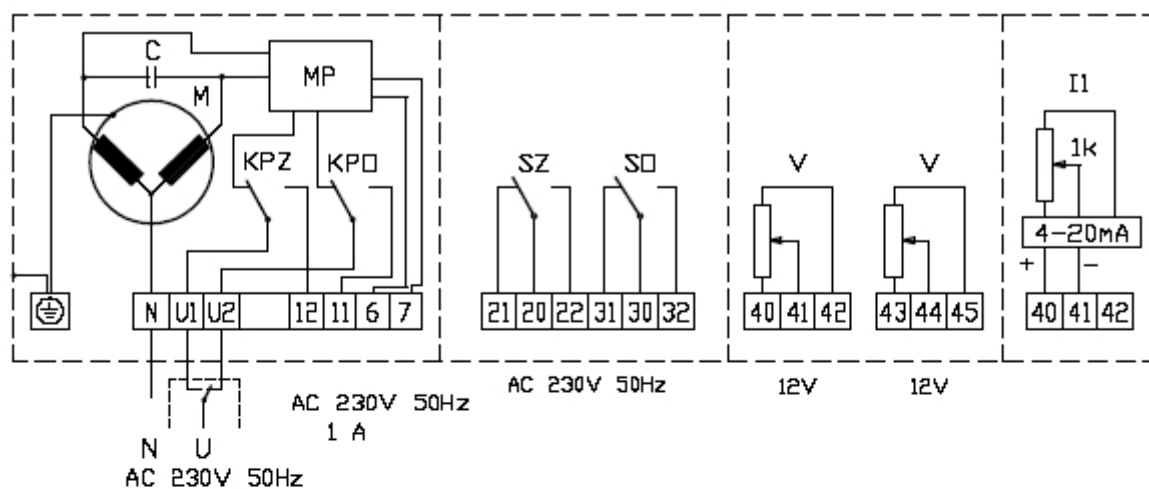 C
M
MP
KPZ
KPO
N U1 U2 12 11 6 7
AC 230V 50Hz
1 A
N U
AC 230V 50Hz
SZ SO
21 20 22 31 30 32
AC 230V 50Hz
V V
40 41 42 43 44 45
12V 12V
I1
1k
4-20mA
+ -
40 41 42